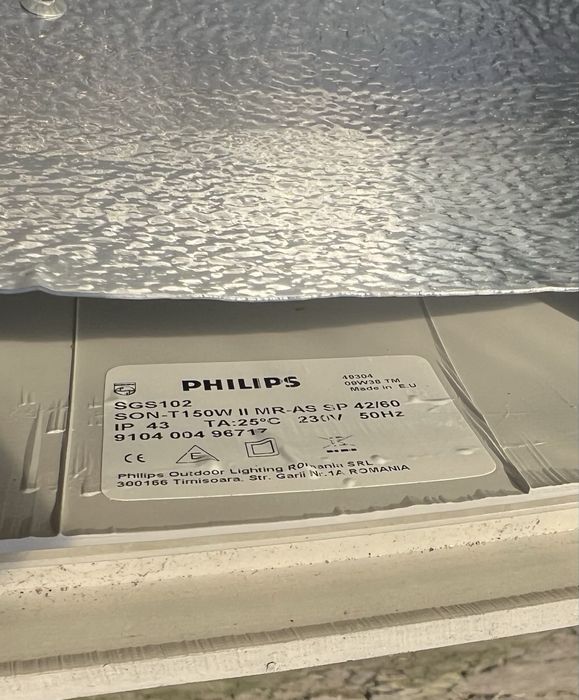 PHILIPS
49304
09W38 TM
Made in E.U
SGS102
SON-T150W II MR-AS SP 42/60
IP 43 TA:25°C 230V 50Hz
9104 004 96717
CE
Philips Outdoor Lighting Romania SRL
300166 Timisoara, Str. Garii Nr.1A ROMANIA